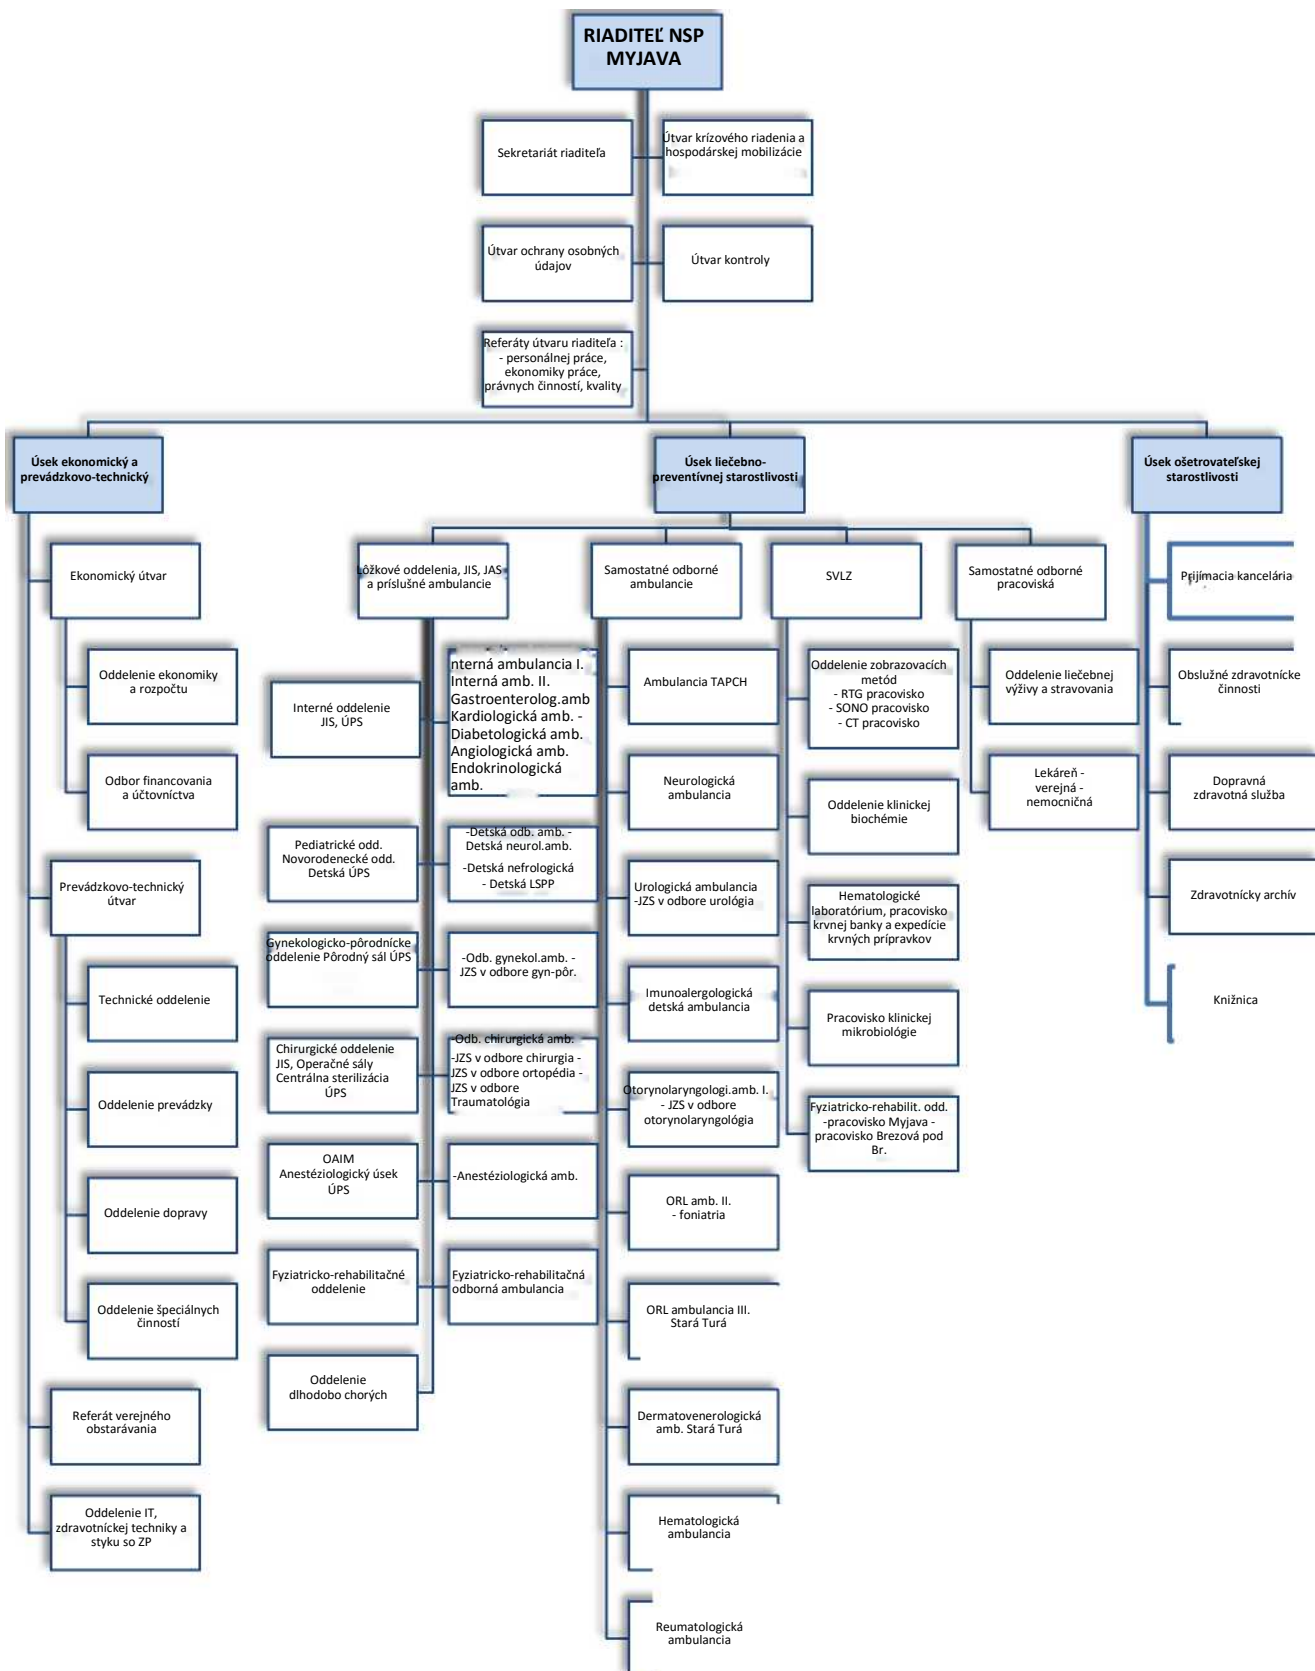 RIADITEĽ NSP
MYJAVA
Sekretariát riaditeľa
Útvar krízového riadenia a
hospodárskej mobilizácie
Útvar ochrany osobných
údajov
Útvar kontroly
Referáty útvaru riaditeľa :
- personálnej práce,
ekonomiky práce,
právnych činností, kvality
Úsek ekonomický a
prevádzkovo-technický
Úsek liečebno-
preventívnej starostlivosti
Úsek ošetrovateľskej
starostlivosti
Ekonomický útvar
Oddelenie ekonomiky
a rozpočtu
Odbor financovania
a účtovníctva
Prevádzkovo-technický
útvar
Technické oddelenie
Oddelenie prevádzky
Oddelenie dopravy
Oddelenie špeciálnych
činností
Referát verejného
obstarávania
Oddelenie IT,
zdravotníckej techniky a
styku so ZP
Lôžkové oddelenia, JIS, JAS
a príslušné ambulancie
Interné oddelenie
JIS, ÚPS
nterná ambulancia I.
Interná amb. II.
Gastroenterolog.amb
Kardiologická amb. -
Diabetologická amb.
Angiologická amb.
Endokrinologická
amb.
Pediatrické odd.
Novorodenecké odd.
Detská ÚPS
-Detská odb. amb. -
Detská neurol.amb.
-Detská nefrologická
- Detská LSPP
Gynekologicko-pôrodnícke
oddelenie Pôrodný sál ÚPS
-Odb. gynekol.amb. -
JZS v odbore gyn-pôr.
Chirurgické oddelenie
JIS, Operačné sály
Centrálna sterilizácia
ÚPS
-Odb. chirurgická amb.
-JZS v odbore chirurgia -
JZS v odbore ortopédia -
JZS v odbore
Traumatológia
OAIM
Anestéziologický úsek
ÚPS
-Anestéziologická amb.
Fyziatricko-rehabilitačné
oddelenie
Fyziatricko-rehabilitačná
odborná ambulancia
Oddelenie
dlhodobo chorých
Samostatné odborné
ambulancie
Ambulancia TAPCH
Neurologická
ambulancia
Urologická ambulancia
-JZS v odbore urológia
Imunoalergologická
detská ambulancia
Otorynolaryngologi.amb. I.
- JZS v odbore
otorynolaryngológia
ORL amb. II.
- foniatria
ORL ambulancia III.
Stará Turá
Dermatovenerologická
amb. Stará Turá
Hematologická
ambulancia
Reumatologická
ambulancia
SVLZ
Oddelenie zobrazovacích
metód
- RTG pracovisko
- SONO pracovisko
- CT pracovisko
Oddelenie klinickej
biochémie
Hematologické
laboratórium, pracovisko
krvnej banky a expedície
krvných prípravkov
Pracovisko klinickej
mikrobiológie
Fyziatricko-rehabilit. odd.
-pracovisko Myjava -
pracovisko Brezová pod
Br.
Samostatné odborné
pracoviská
Oddelenie liečebnej
výživy a stravovania
Lekáreň -
verejná -
nemocničná
Prijímacia kancelária
Obslužné zdravotnícke
činnosti
Dopravná
zdravotná služba
Zdravotnícky archív
Knižnica